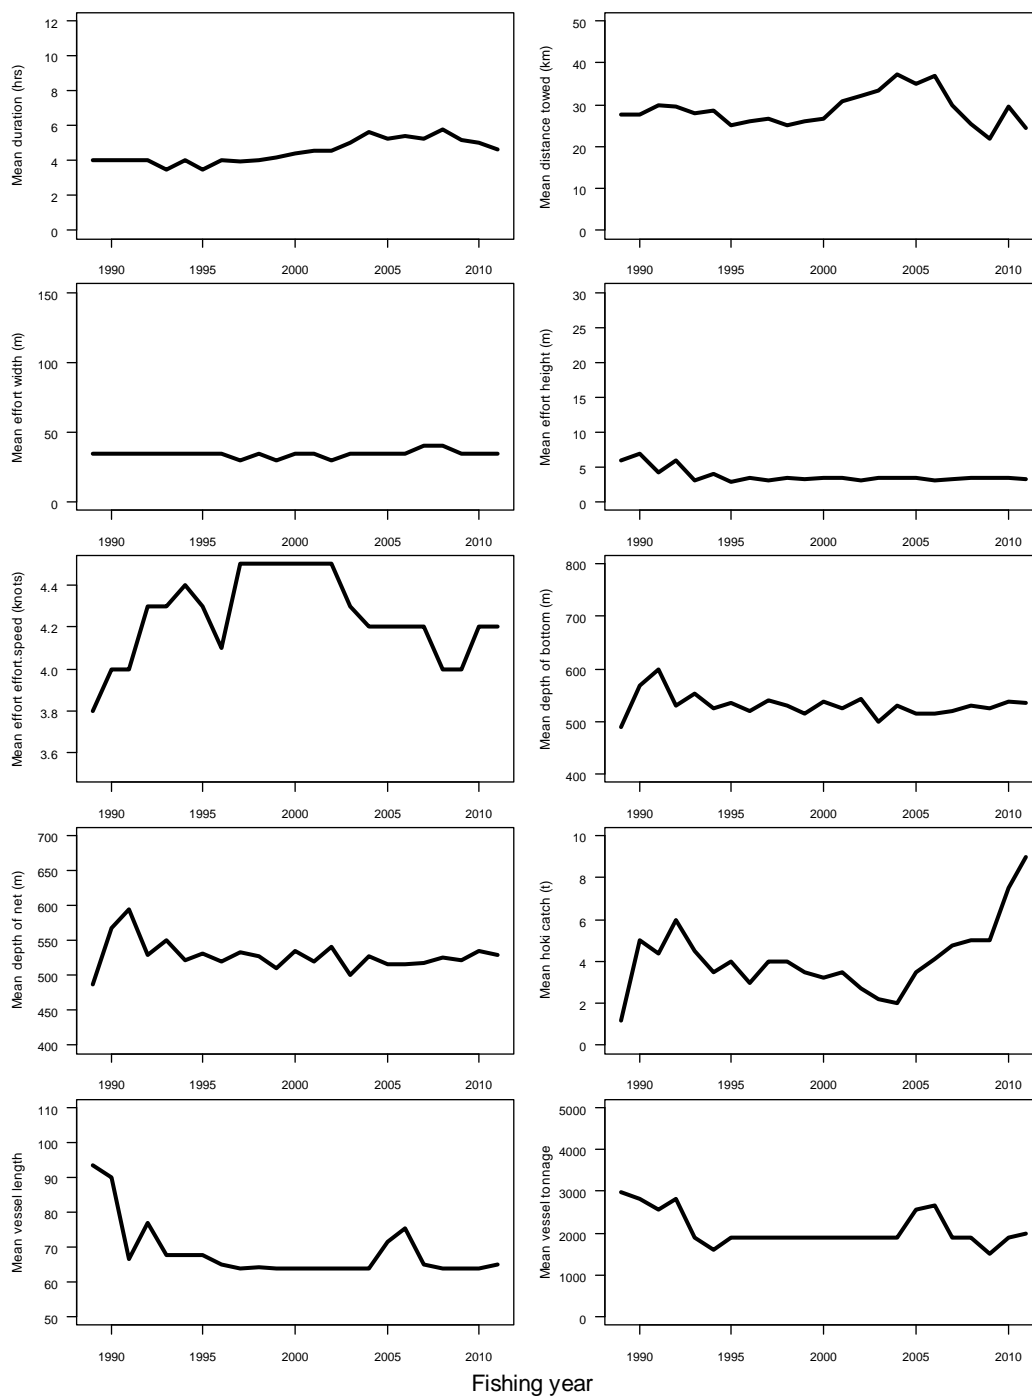 Mean duration (hrs)
12
10
8
6
4
2
0
1990 1995 2000 2005 2010
Mean distance towed (km)
50
40
30
20
10
0
1990 1995 2000 2005 2010
Mean effort width (m)
150
100
50
0
1990 1995 2000 2005 2010
Mean effort height (m)
30
25
20
15
10
5
0
1990 1995 2000 2005 2010
Mean effort effort.speed (knots)
4.4
4.2
4.0
3.8
3.6
1990 1995 2000 2005 2010
Mean depth of bottom (m)
800
700
600
500
400
1990 1995 2000 2005 2010
Mean depth of net (m)
700
650
600
550
500
450
400
1990 1995 2000 2005 2010
Mean hoki catch (t)
10
8
6
4
2
0
1990 1995 2000 2005 2010
Mean vessel length
110
100
90
80
70
60
50
1990 1995 2000 2005 2010
Mean vessel tonnage
5000
4000
3000
2000
1000
0
1990 1995 2000 2005 2010
Fishing year